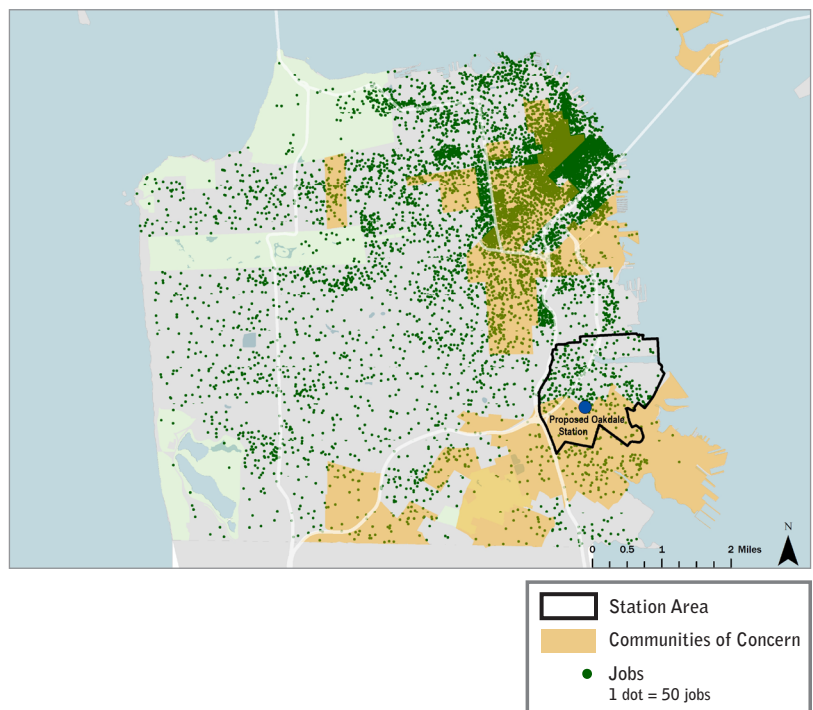 Proposed Oakdale
Station
N
0 0.5 1 2 Miles
Station Area
Communities of Concern
Jobs
1 dot = 50 jobs